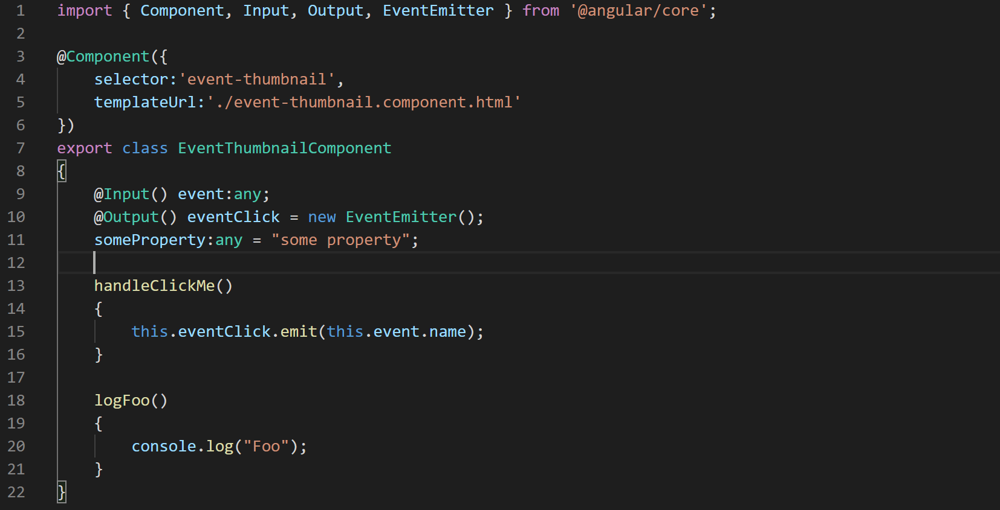 1 import { Component, Input, Output, EventEmitter } from '@angular/core';
2
3 @Component({
4     selector:'event-thumbnail',
5     templateUrl:'./event-thumbnail.component.html'
6 })
7 export class EventThumbnailComponent
8 {
9     @Input() event:any;
10     @Output() eventClick = new EventEmitter();
11     someProperty:any = "some property";
12
13     handleClickMe()
14     {
15         this.eventClick.emit(this.event.name);
16     }
17
18     logFoo()
19     {
20         console.log("Foo");
21     }
22 }